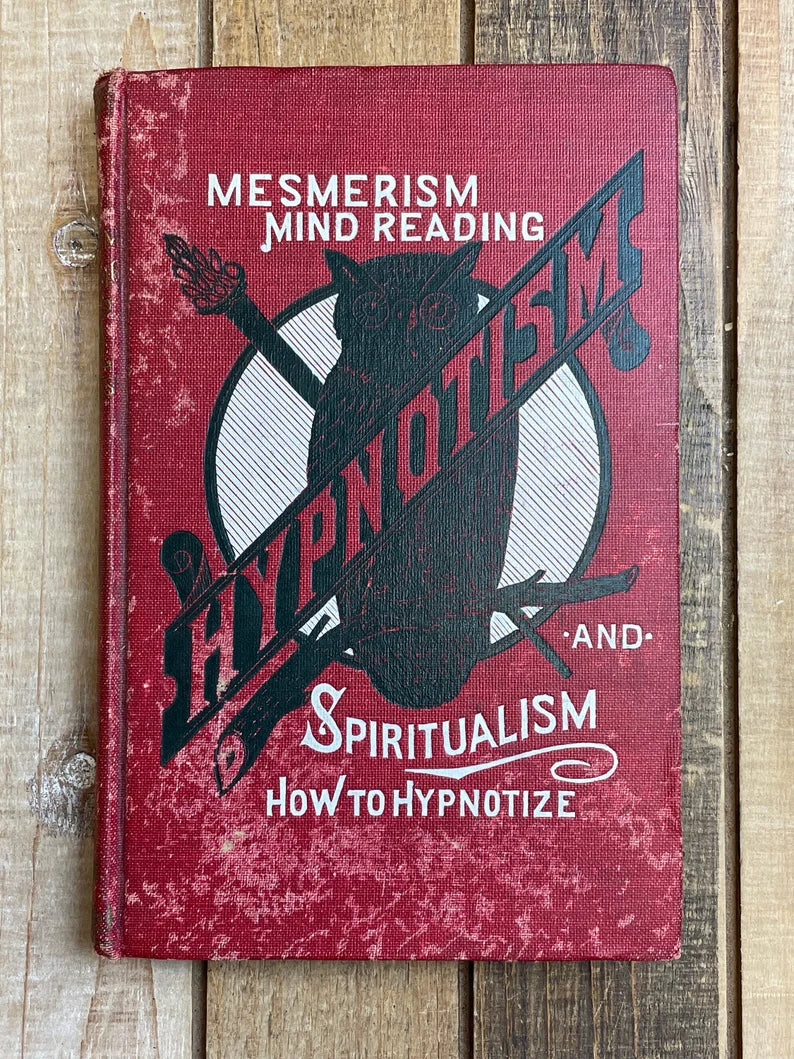 MESMERISM
MIND READING
HYPNOTISM
·AND·
SPIRITUALISM
HOW TO HYPNOTIZE